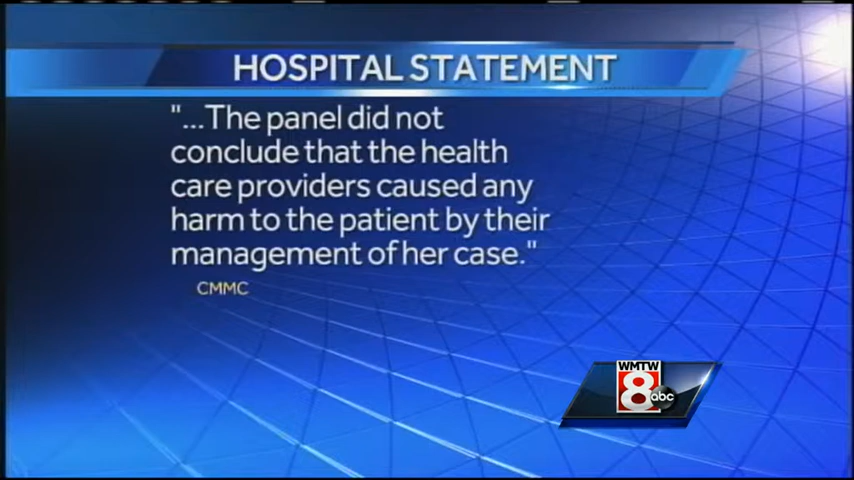 HOSPITAL STATEMENT
"...The panel did not
conclude that the health
care providers caused any
harm to the patient by their
management of her case."
CMMC
WMTW
8
abc